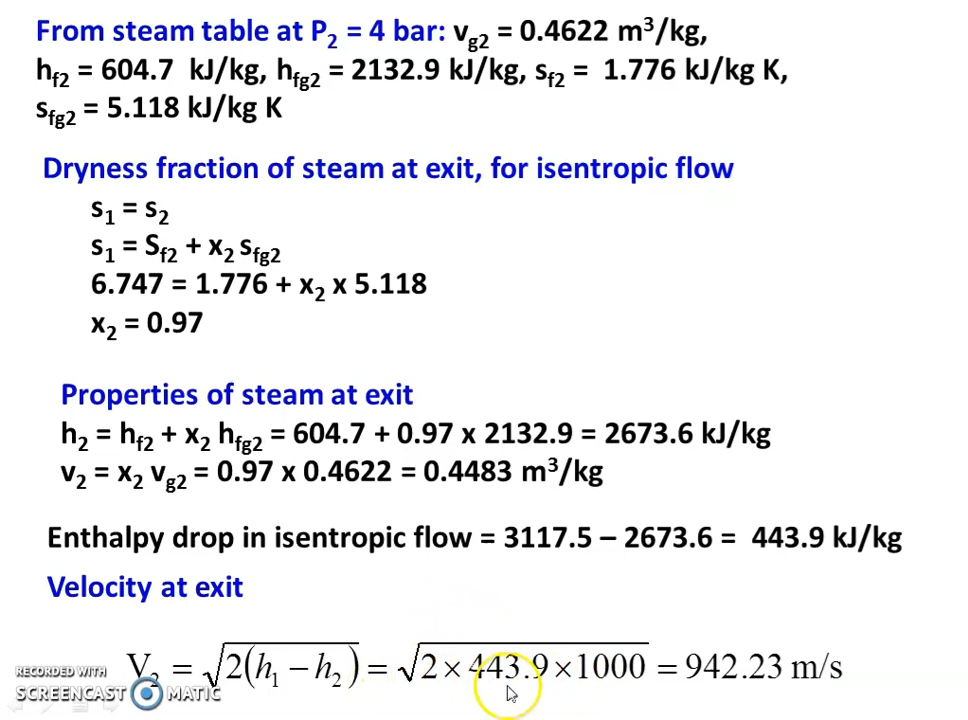 From steam table at P2 = 4 bar: vg2 = 0.4622 m³/kg,
hf2 = 604.7 kJ/kg, hfg2 = 2132.9 kJ/kg, sf2 = 1.776 kJ/kg K,
sfg2 = 5.118 kJ/kg K
Dryness fraction of steam at exit, for isentropic flow
s1 = s2
s1 = Sf2 + x2 sfg2
6.747 = 1.776 + x2 x 5.118
x2 = 0.97
Properties of steam at exit
h2 = hf2 + x2 hfg2 = 604.7 + 0.97 x 2132.9 = 2673.6 kJ/kg
v2 = x2 vg2 = 0.97 x 0.4622 = 0.4483 m³/kg
Enthalpy drop in isentropic flow = 3117.5 – 2673.6 = 443.9 kJ/kg
Velocity at exit
V2 = √2(h1 − h2) = √2 × 443.9 × 1000 = 942.23 m/s
RECORDED WITH
SCREENCAST MATIC